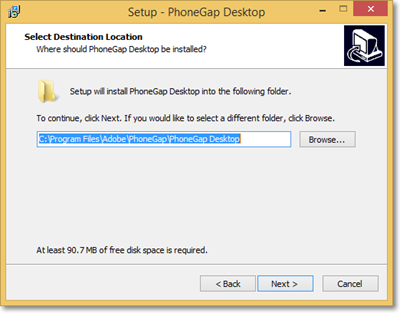 Setup - PhoneGap Desktop
Select Destination Location
Where should PhoneGap Desktop be installed?
Setup will install PhoneGap Desktop into the following folder.
To continue, click Next. If you would like to select a different folder, click Browse.
C:\Program Files\Adobe\PhoneGap\PhoneGap Desktop
Browse...
At least 90.7 MB of free disk space is required.
< Back
Next >
Cancel